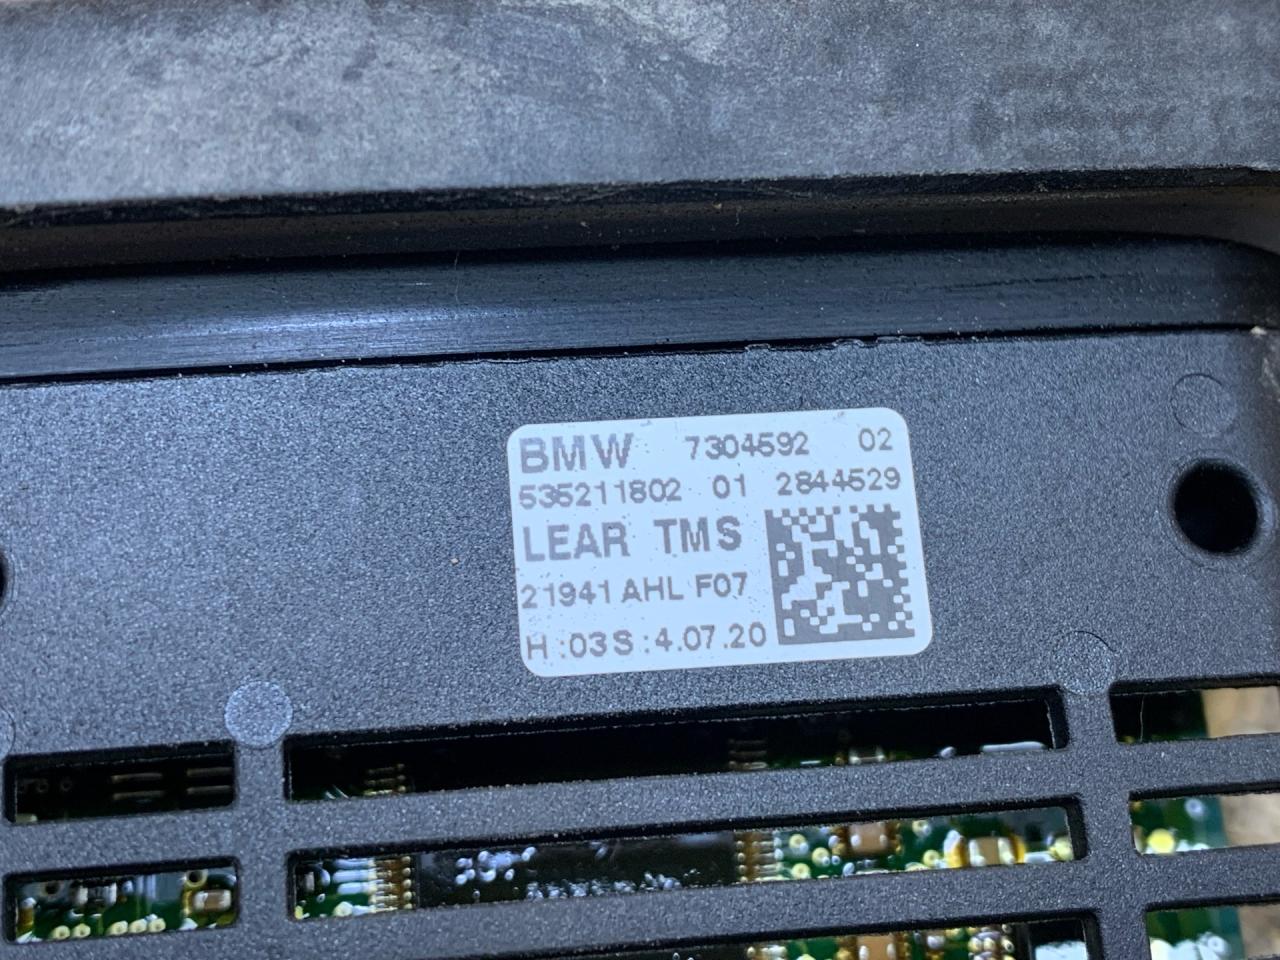 BMW 7304592 02
535211802 01 2844529
LEAR TMS
21941 AHL F07
H :03 S :4.07.20